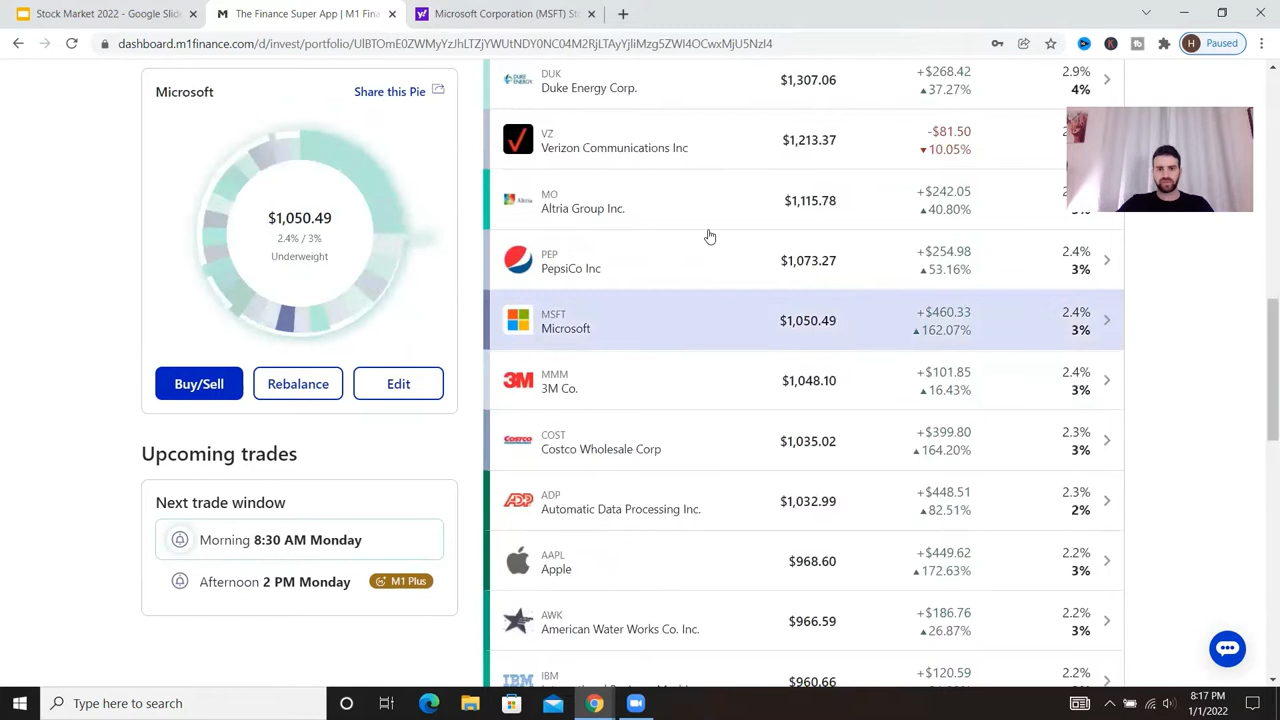 Stock Market 2022 - Google Slide
The Finance Super App | M1 Fina
Microsoft Corporation (MSFT) St
dashboard.m1finance.com/d/invest/portfolio/
H Paused
Microsoft
Share this Pie
$1,050.49
2.4% / 3%
Underweight
Buy/Sell
Rebalance
Edit
Upcoming trades
Next trade window
Morning 8:30 AM Monday
Afternoon 2 PM Monday
M1 Plus
DUKE ENERGY
DUK
Duke Energy Corp.
$1,307.06
+$268.42
37.27%
2.9%
4%
VZ
Verizon Communications Inc
$1,213.37
-$81.50
10.05%
Altria
MO
Altria Group Inc.
$1,115.78
+$242.05
40.80%
PEP
PepsiCo Inc
$1,073.27
+$254.98
53.16%
2.4%
3%
MSFT
Microsoft
$1,050.49
+$460.33
162.07%
2.4%
3%
3M
MMM
3M Co.
$1,048.10
+$101.85
16.43%
2.4%
3%
Costco
COST
Costco Wholesale Corp
$1,035.02
+$399.80
164.20%
2.3%
3%
ADP
ADP
Automatic Data Processing Inc.
$1,032.99
+$448.51
82.51%
2.3%
2%
AAPL
Apple
$968.60
+$449.62
172.63%
2.2%
3%
AWK
American Water Works Co. Inc.
$966.59
+$186.76
26.87%
2.2%
3%
IBM
IBM
$960.66
+$120.59
2.2%
Type here to search
8:17 PM
1/1/2022